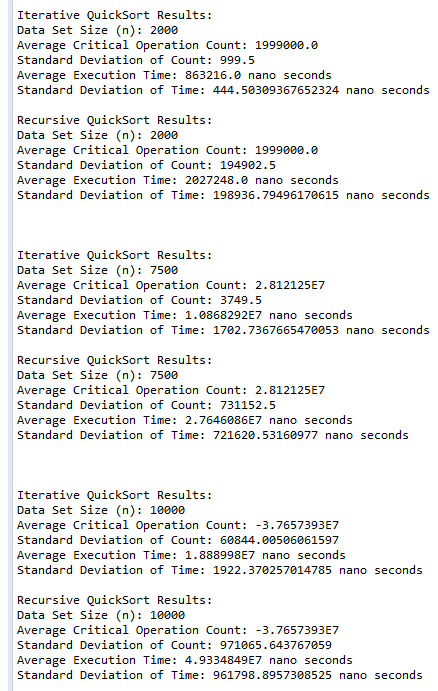 Iterative QuickSort Results:
Data Set Size (n): 2000
Average Critical Operation Count: 1999000.0
Standard Deviation of Count: 999.5
Average Execution Time: 863216.0 nano seconds
Standard Deviation of Time: 444.50309367652324 nano seconds
Recursive QuickSort Results:
Data Set Size (n): 2000
Average Critical Operation Count: 1999000.0
Standard Deviation of Count: 194902.5
Average Execution Time: 2027248.0 nano seconds
Standard Deviation of Time: 198936.79496170615 nano seconds
Iterative QuickSort Results:
Data Set Size (n): 7500
Average Critical Operation Count: 2.812125E7
Standard Deviation of Count: 3749.5
Average Execution Time: 1.0868292E7 nano seconds
Standard Deviation of Time: 1702.7367665470053 nano seconds
Recursive QuickSort Results:
Data Set Size (n): 7500
Average Critical Operation Count: 2.812125E7
Standard Deviation of Count: 731152.5
Average Execution Time: 2.7646086E7 nano seconds
Standard Deviation of Time: 721620.53160977 nano seconds
Iterative QuickSort Results:
Data Set Size (n): 10000
Average Critical Operation Count: -3.7657393E7
Standard Deviation of Count: 60844.00506061597
Average Execution Time: 1.888998E7 nano seconds
Standard Deviation of Time: 1922.370257014785 nano seconds
Recursive QuickSort Results:
Data Set Size (n): 10000
Average Critical Operation Count: -3.7657393E7
Standard Deviation of Count: 971065.643767059
Average Execution Time: 4.9334849E7 nano seconds
Standard Deviation of Time: 961798.8957308525 nano seconds